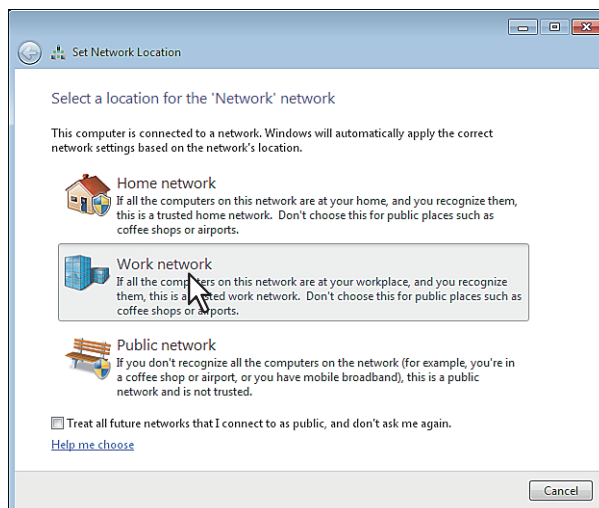 Set Network Location
Select a location for the 'Network' network
This computer is connected to a network. Windows will automatically apply the correct
network settings based on the network's location.
Home network
If all the computers on this network are at your home, and you recognize them,
this is a trusted home network. Don't choose this for public places such as
coffee shops or airports.
Work network
If all the computers on this network are at your workplace, and you recognize
them, this is a trusted work network. Don't choose this for public places such as
coffee shops or airports.
Public network
If you don't recognize all the computers on the network (for example, you're in
a coffee shop or airport, or you have mobile broadband), this is a public
network and is not trusted.
Treat all future networks that I connect to as public, and don't ask me again.
Help me choose
Cancel